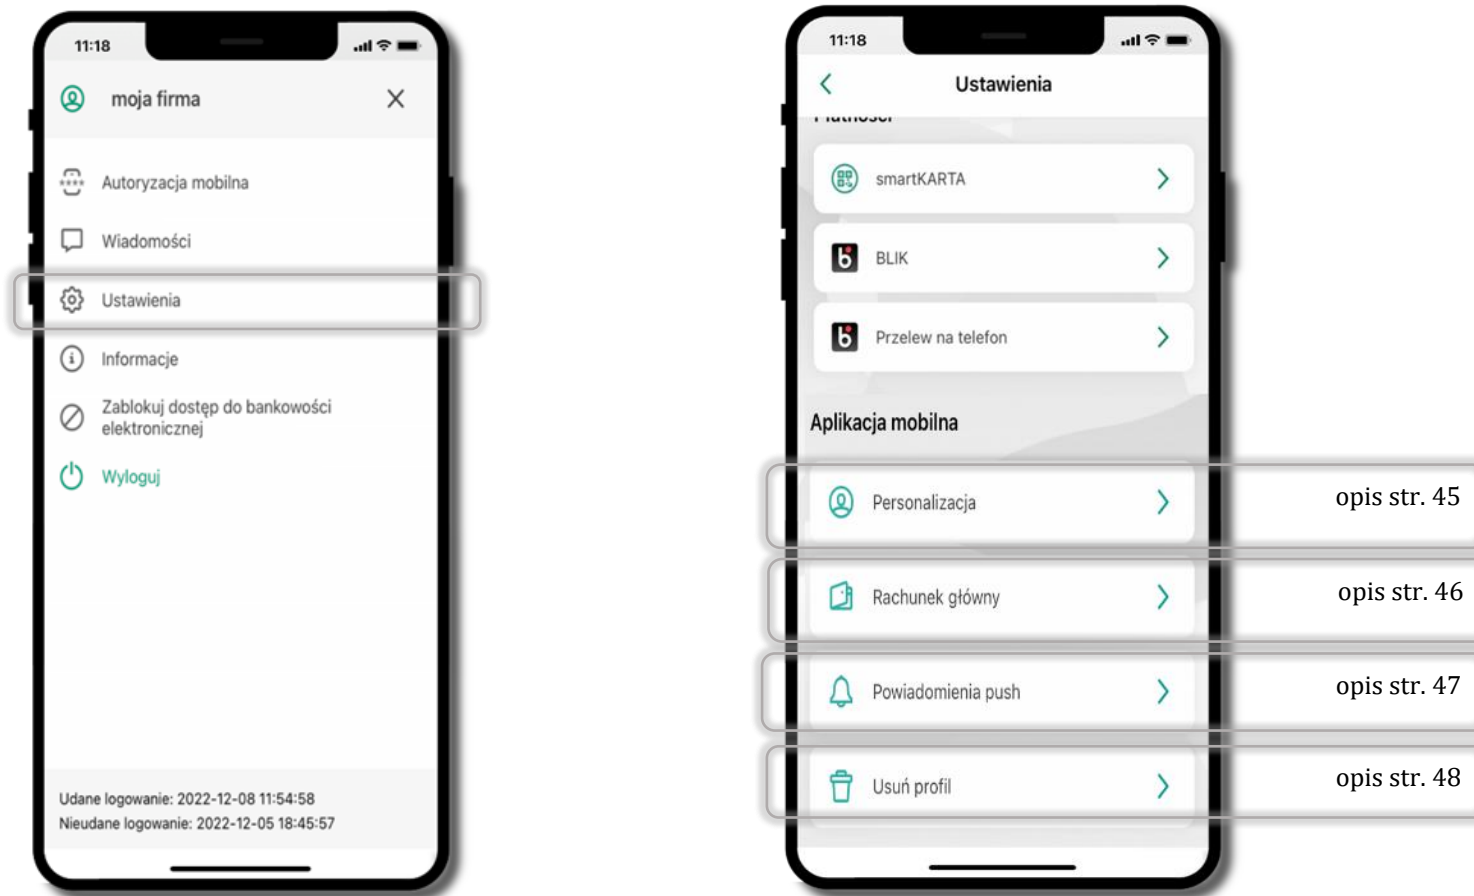 11:18
moja firma
Autoryzacja mobilna
Wiadomości
Ustawienia
Informacje
Zablokuj dostęp do bankowości
elektronicznej
Wyloguj
Udane logowanie: 2022-12-08 11:54:58
Nieudane logowanie: 2022-12-05 18:45:57
11:18
Ustawienia
Płatności
smartKARTA
BLIK
Przelew na telefon
Aplikacja mobilna
Personalizacja
opis str. 45
Rachunek główny
opis str. 46
Powiadomienia push
opis str. 47
Usuń profil
opis str. 48